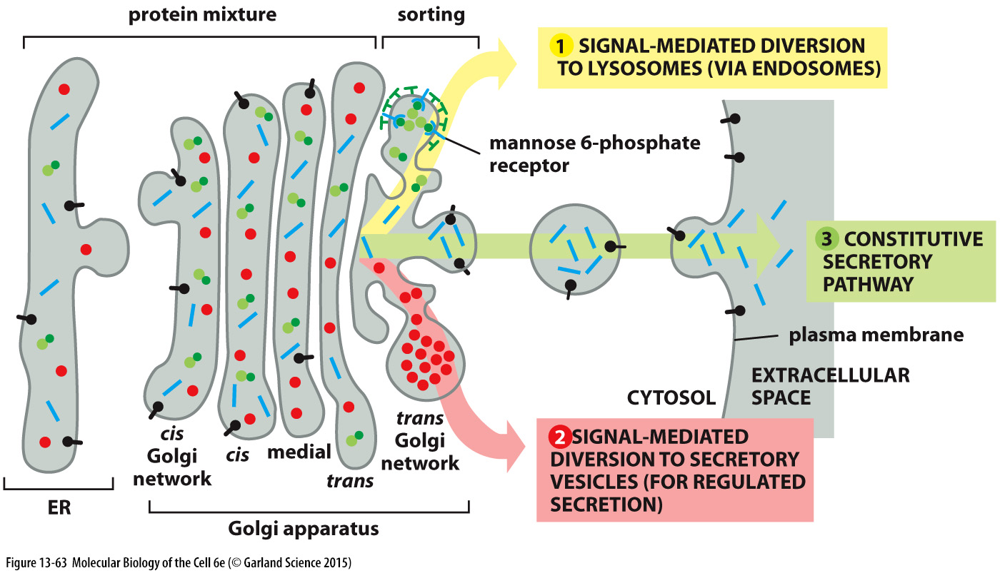 protein mixture
sorting
1 SIGNAL-MEDIATED DIVERSION
TO LYSOSOMES (VIA ENDOSOMES)
mannose 6-phosphate
receptor
3 CONSTITUTIVE
SECRETORY
PATHWAY
plasma membrane
EXTRACELLULAR
SPACE
CYTOSOL
2 SIGNAL-MEDIATED
DIVERSION TO SECRETORY
VESICLES (FOR REGULATED
SECRETION)
cis
Golgi
network
cis
medial
trans
trans
Golgi
network
ER
Golgi apparatus
Figure 13-63 Molecular Biology of the Cell 6e (© Garland Science 2015)